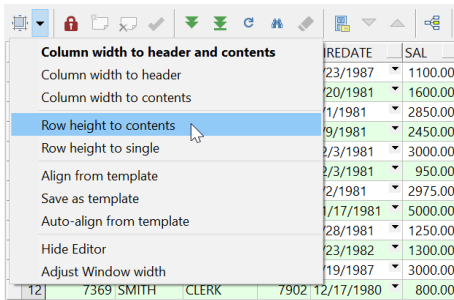 IREDATE SAL
Column width to header and contents /23/1987 1100.00
Column width to header /20/1981 1600.00
Column width to contents /1/1981 2850.00
Row height to contents /9/1981 2450.00
Row height to single 2/3/1981 3000.00
2/3/1981 950.00
Align from template /2/1981 2975.00
Save as template 1/17/1981 5000.00
Auto-align from template /28/1981 1250.00
/23/1982 1300.00
Hide Editor
Adjust Window width /19/1987 3000.00
12 7369 SMITH CLERK 7902 12/17/1980 800.00